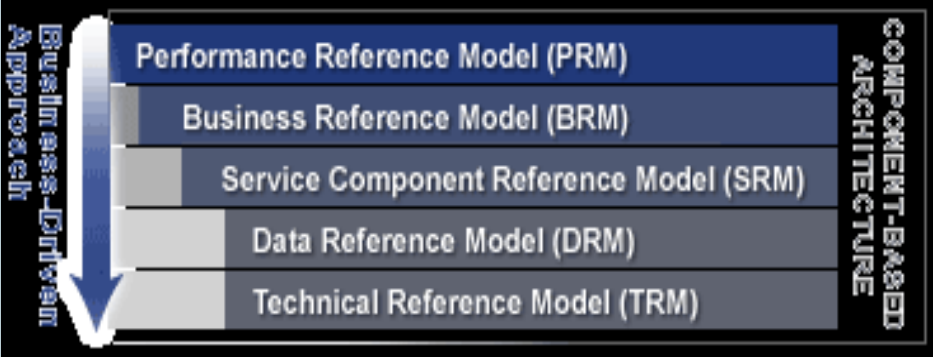 Business-Driven
Approach
Performance Reference Model (PRM)
Business Reference Model (BRM)
Service Component Reference Model (SRM)
Data Reference Model (DRM)
Technical Reference Model (TRM)
COMPONENT-BASED
ARCHITECTURE